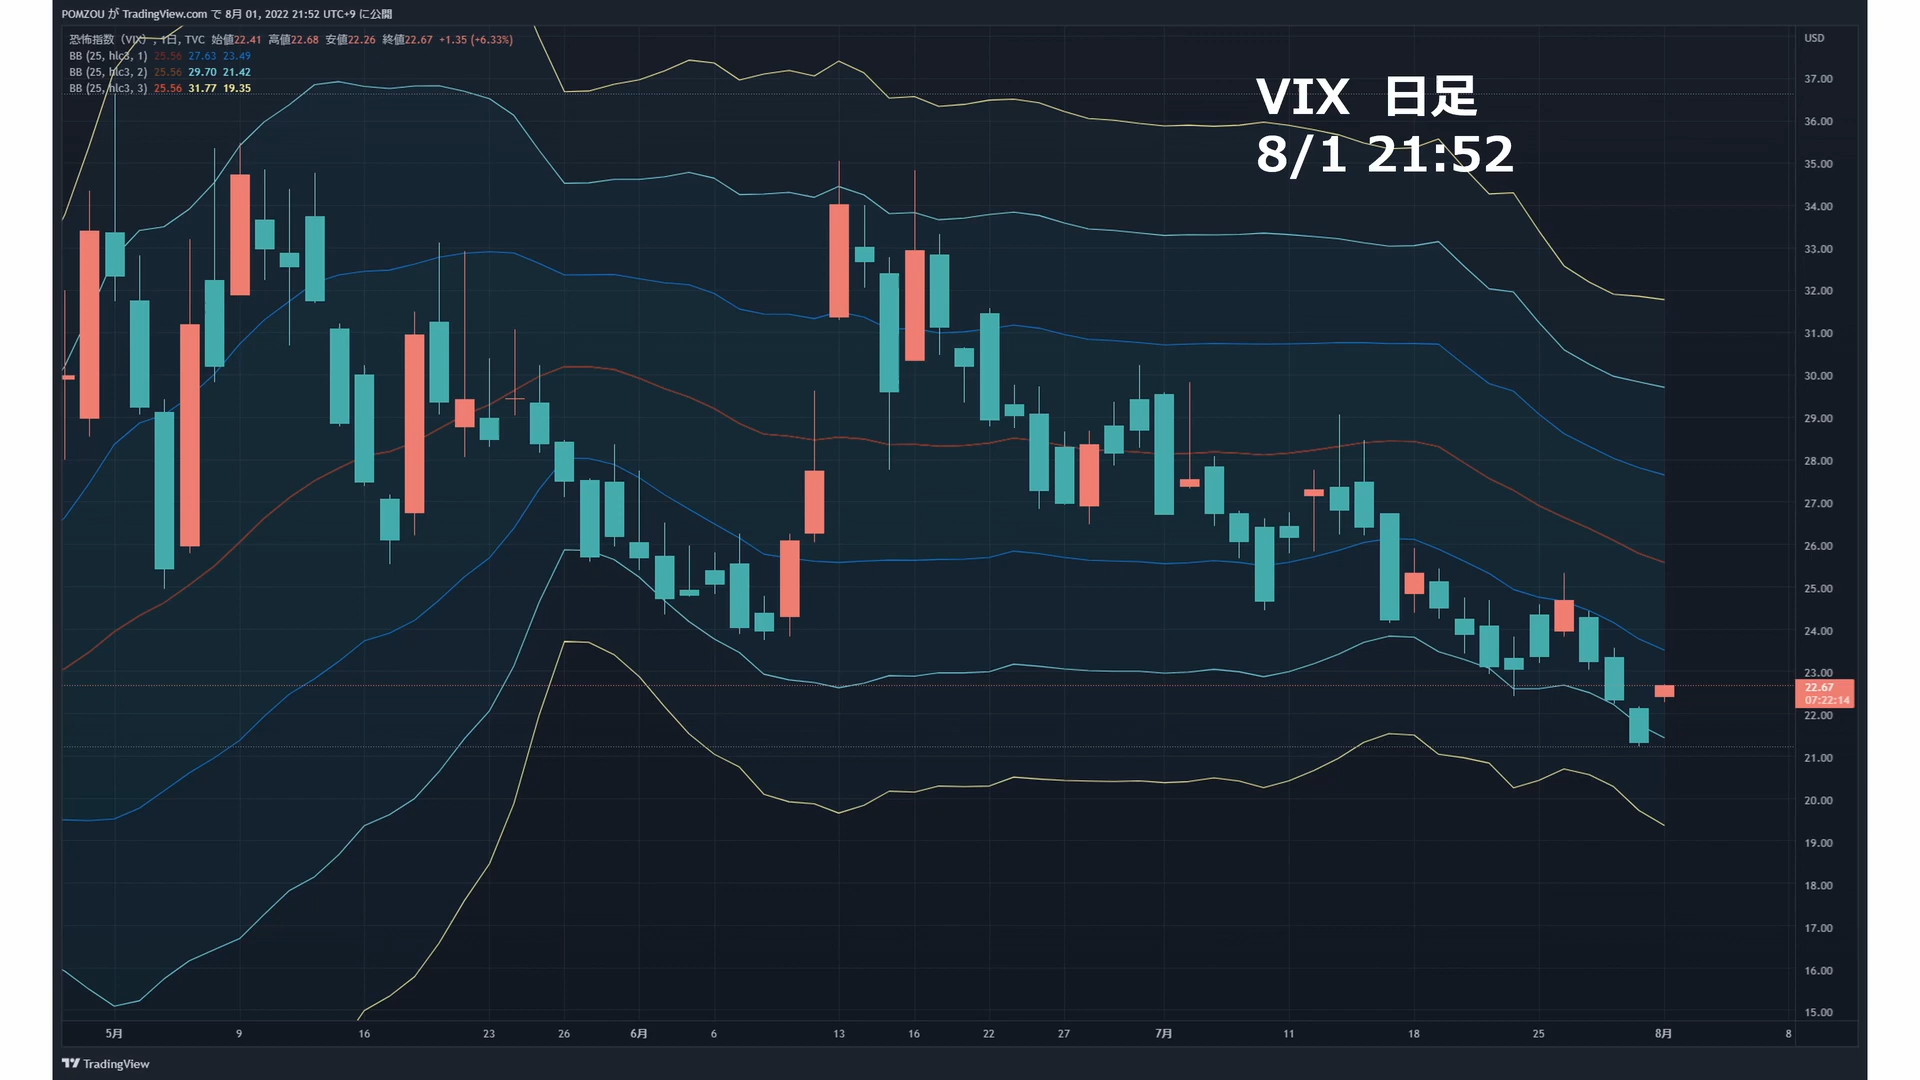 POMZOU が TradingView.com で 8月 01, 2022 21:52 UTC+9 に公開
恐怖指数（VIX）, 1日, TVC 始値22.41 高値22.68 安値22.26 終値22.67 +1.35 (+6.33%)
BB (25, hlc3, 1) 25.56 27.63 23.49
BB (25, hlc3, 2) 25.56 29.70 21.42
BB (25, hlc3, 3) 25.56 31.77 19.35
VIX 日足
8/1 21:52
USD
37.00
36.00
35.00
34.00
33.00
32.00
31.00
30.00
29.00
28.00
27.00
26.00
25.00
24.00
23.00
22.67
07:22:14
22.00
21.00
20.00
19.00
18.00
17.00
16.00
15.00
5月 9 16 23 26 6月 6 13 16 22 27 7月 11 18 25 8月 8
TradingView